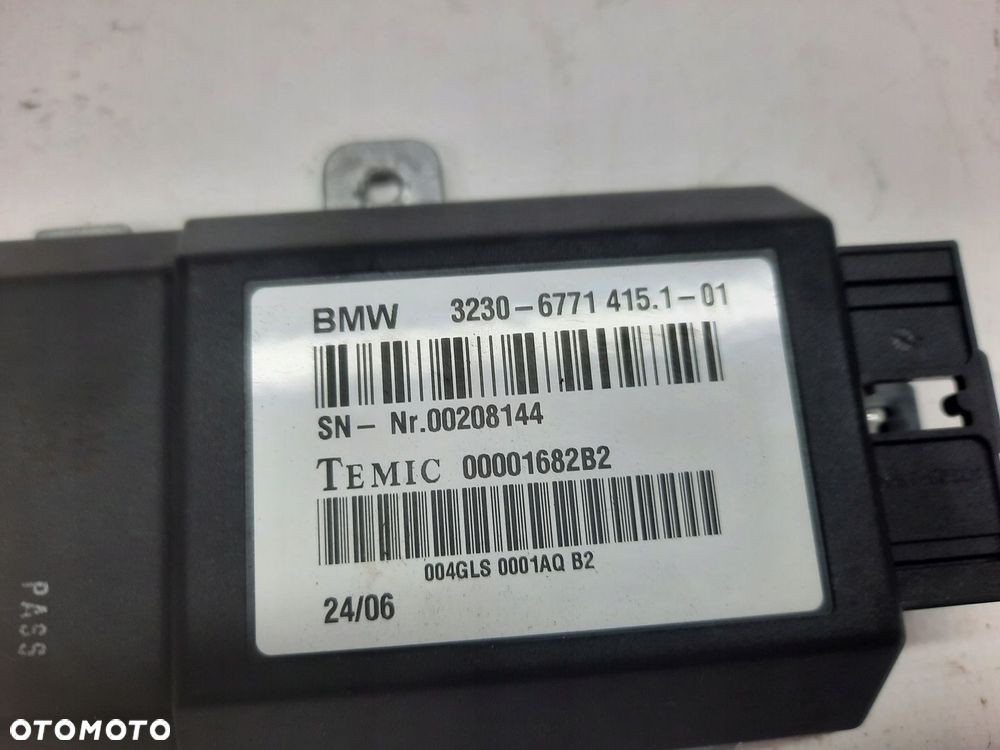 BMW 3230-6771 415.1-01
SN- Nr.00208144
TEMIC 00001682B2
004GLS 0001AQ B2
24/06
PASS
OTOMOTO